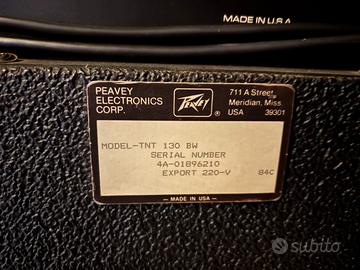 MADE IN U.S.A
PEAVEY
ELECTRONICS
CORP.
PEAVEY
®
711 A Street
Meridian, Miss.
USA 39301
MODEL-TNT 130 BW
SERIAL NUMBER
4A-01896210
EXPORT 220-V 84C
MADE IN USA
subito